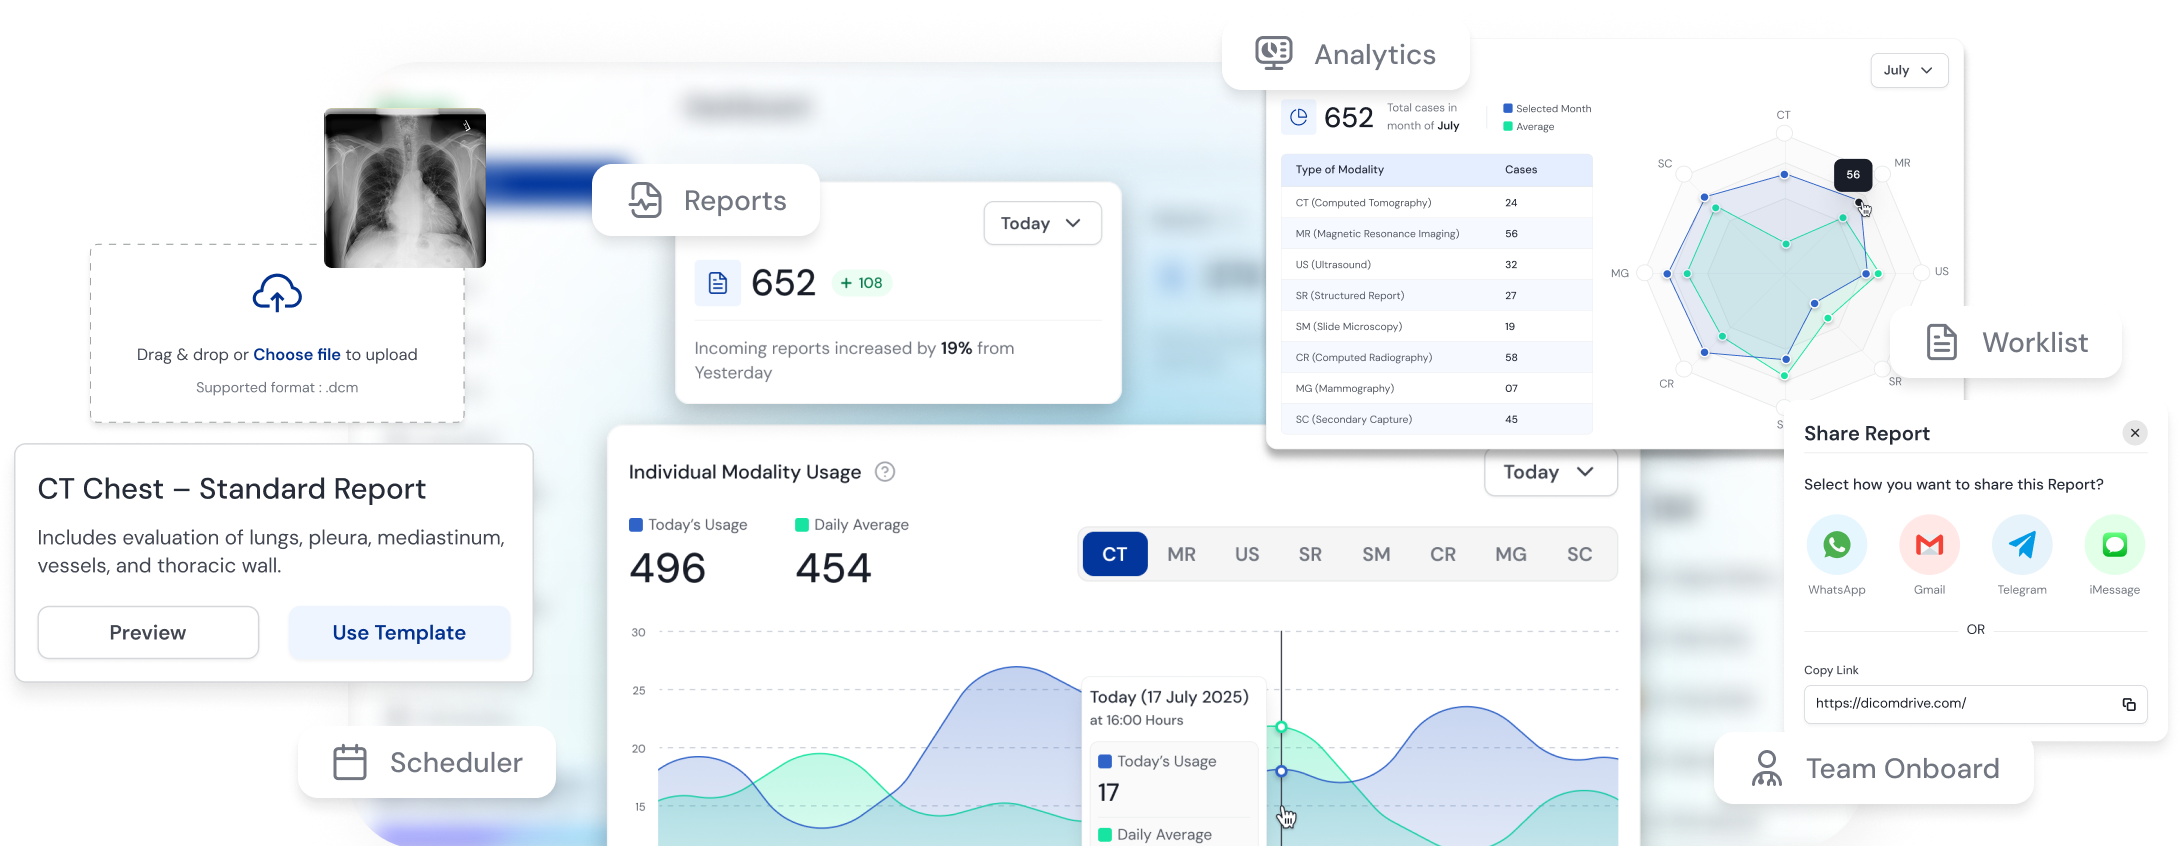 Drag & drop or Choose file to upload
Supported format : .dcm
CT Chest – Standard Report
Includes evaluation of lungs, pleura, mediastinum,
vessels, and thoracic wall.
Preview
Use Template
Scheduler
Reports
Today
652
+ 108
Incoming reports increased by 19% from
Yesterday
Individual Modality Usage ?
Today
Today's Usage
496
Daily Average
454
CT MR US SR SM CR MG SC
30
25
20
15
Today (17 July 2025)
at 16:00 Hours
Today's Usage
17
Daily Average
Analytics
July
652
Total cases in
month of July
Selected Month
Average
Type of Modality Cases
CT (Computed Tomography) 24
MR (Magnetic Resonance Imaging) 56
US (Ultrasound) 32
SR (Structured Report) 27
SM (Slide Microscopy) 19
CR (Computed Radiography) 58
MG (Mammography) 07
SC (Secondary Capture) 45
CT
MR
US
SR
S
CR
MG
SC
56
Worklist
Share Report
Select how you want to share this Report?
WhatsApp
Gmail
Telegram
iMessage
OR
Copy Link
https://dicomdrive.com/
Team Onboard